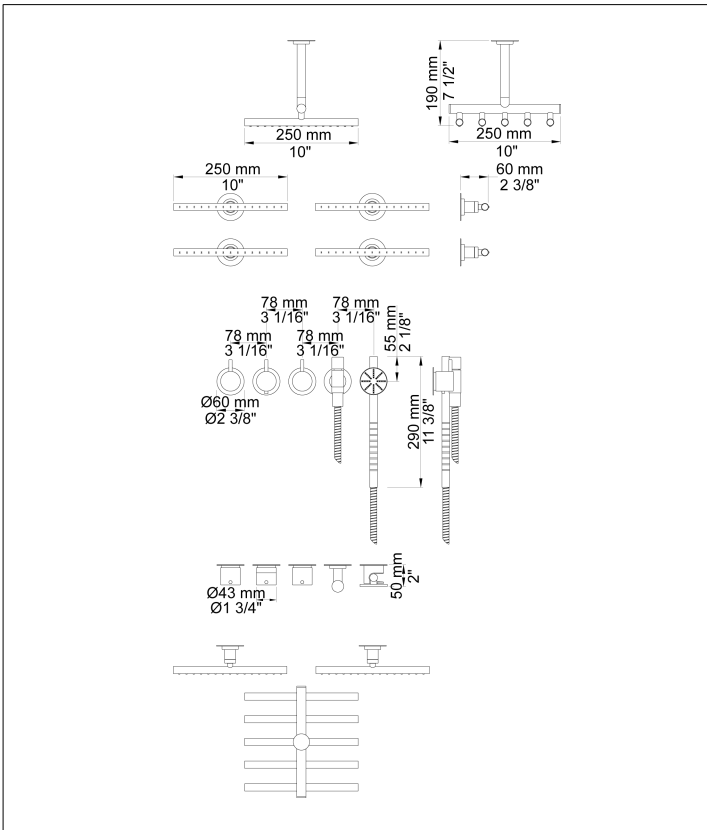 250 mm
10"
190 mm
7 1/2"
250 mm
10"
250 mm
10"
60 mm
2 3/8"
78 mm
3 1/16"
78 mm
3 1/16"
78 mm
3 1/16"
78 mm
3 1/16"
55 mm
2 1/8"
Ø60 mm
Ø2 3/8"
290 mm
11 3/8"
50 mm
2"
Ø43 mm
Ø1 3/4"